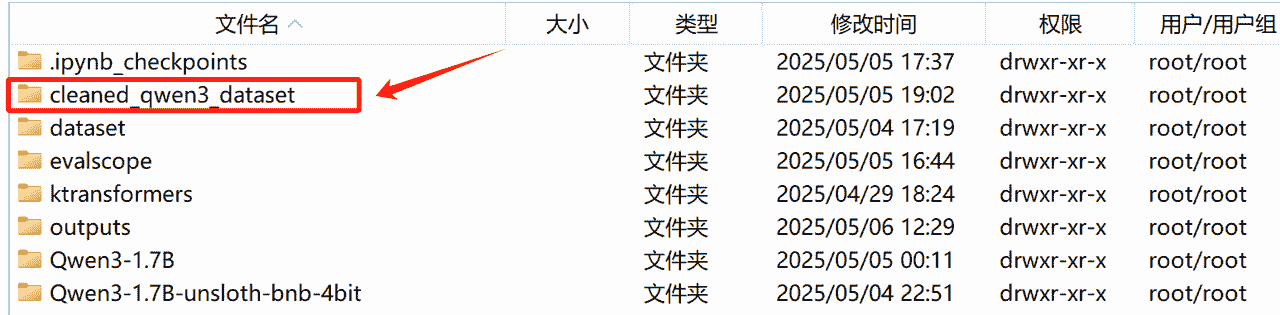 文件名 大小 类型 修改时间 权限 用户/用户组
.ipynb_checkpoints 文件夹 2025/05/05 17:37 drwxr-xr-x root/root
cleaned_qwen3_dataset 文件夹 2025/05/05 19:02 drwxr-xr-x root/root
dataset 文件夹 2025/05/04 17:19 drwxr-xr-x root/root
evalscope 文件夹 2025/05/05 16:44 drwxr-xr-x root/root
ktransformers 文件夹 2025/04/29 18:24 drwxr-xr-x root/root
outputs 文件夹 2025/05/06 12:29 drwxr-xr-x root/root
Qwen3-1.7B 文件夹 2025/05/05 00:11 drwxr-xr-x root/root
Qwen3-1.7B-unsloth-bnb-4bit 文件夹 2025/05/04 22:51 drwxr-xr-x root/root